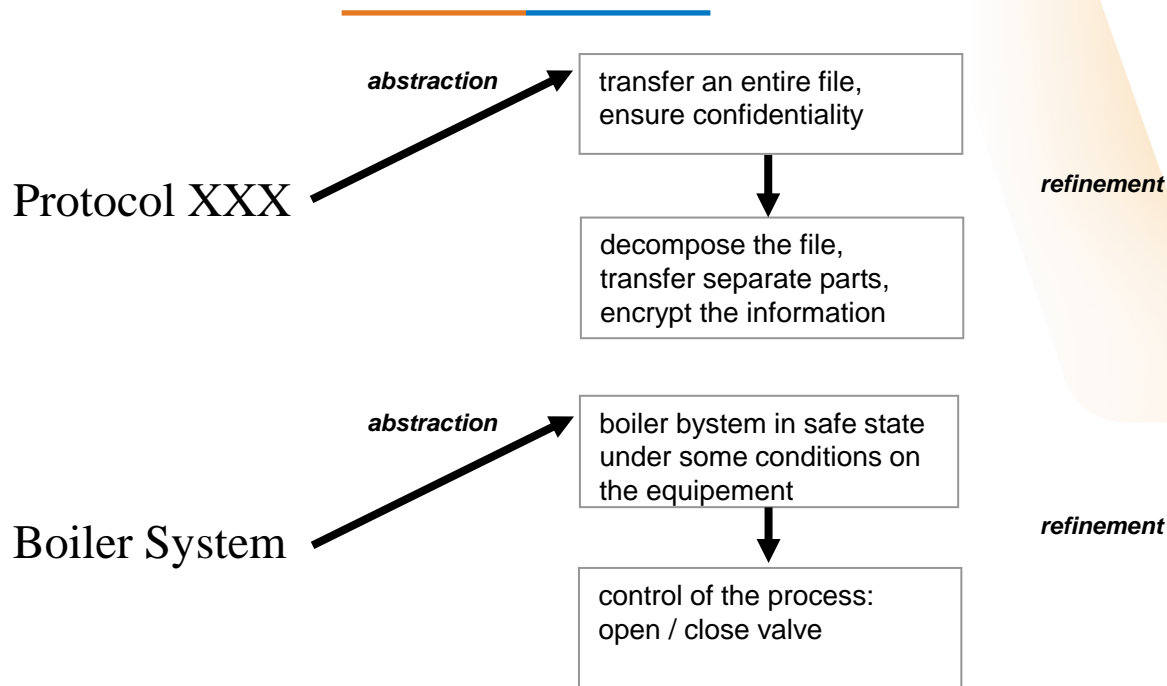 abstraction
transfer an entire file,
ensure confidentiality
Protocol XXX
refinement
decompose the file,
transfer separate parts,
encrypt the information
abstraction
boiler bystem in safe state
under some conditions on
the equipement
Boiler System
refinement
control of the process:
open / close valve